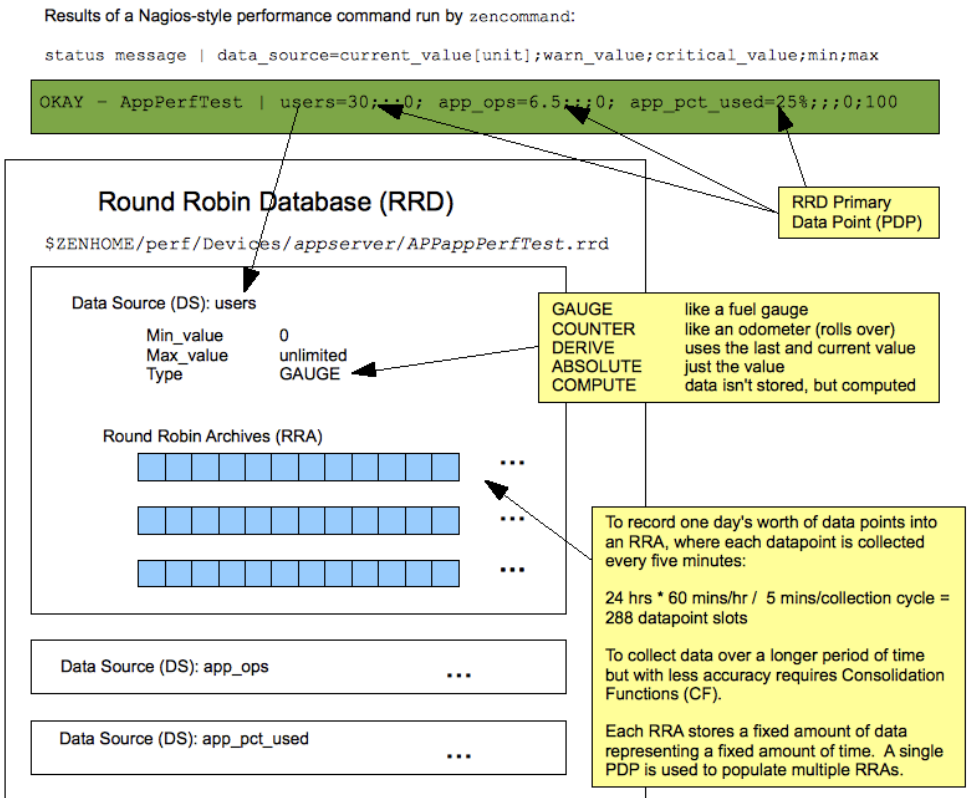 Results of a Nagios-style performance command run by zencommand:
status message | data_source=current_value[unit];warn_value;critical_value;min;max
OKAY - AppPerfTest | users=30;;;0; app_ops=6.5;;;0; app_pct_used=25%;;;0;100
RRD Primary
Data Point (PDP)
Round Robin Database (RRD)
$ZENHOME/perf/Devices/appserver/APPappPerfTest.rrd
Data Source (DS): users
Min_value 0
Max_value unlimited
Type GAUGE
GAUGE like a fuel gauge
COUNTER like an odometer (rolls over)
DERIVE uses the last and current value
ABSOLUTE just the value
COMPUTE data isn't stored, but computed
Round Robin Archives (RRA)
...
...
...
To record one day's worth of data points into
an RRA, where each datapoint is collected
every five minutes:
24 hrs * 60 mins/hr / 5 mins/collection cycle =
288 datapoint slots
To collect data over a longer period of time
but with less accuracy requires Consolidation
Functions (CF).
Each RRA stores a fixed amount of data
representing a fixed amount of time. A single
PDP is used to populate multiple RRAs.
Data Source (DS): app_ops ...
Data Source (DS): app_pct_used ...